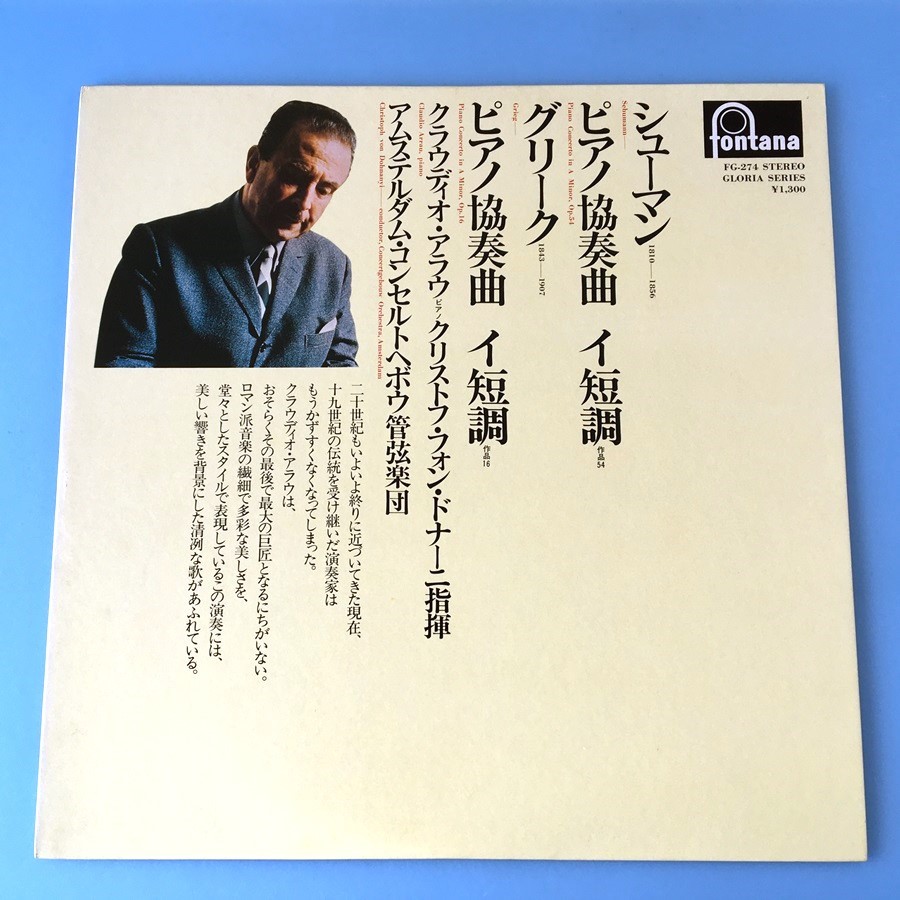 fontana
FG-274 STEREO
GLORIA SERIES
¥1,300
シューマン 1810——1856
Schumann——
ピアノ協奏曲 イ短調 作品54
Piano Concerto in A Minor, Op.54
グリーク 1843——1907
Grieg——
ピアノ協奏曲 イ短調 作品16
Piano Concerto in A Minor, Op.16
クラウディオ・アラウ ピアノ クリストフ・フォン・ドナーニ指揮
Claudio Arrau, piano
アムステルダム・コンセルトヘボウ管弦楽団
Christoph von Dohnanyi——conductor, Concertgebouw Orchestra, Amsterdam
二十世紀もいよいよ終りに近づいてきた現在、
十九世紀の伝統を受け継いだ演奏家は
もうかずすくなくなってしまった。
クラウディオ・アラウは、
おそらくその最後で最大の巨匠となるにちがいない。
ロマン派音楽の繊細で多彩な美しさを、
堂々としたスタイルで表現しているこの演奏には、
美しい響きを背景にした清冽な歌があふれている。